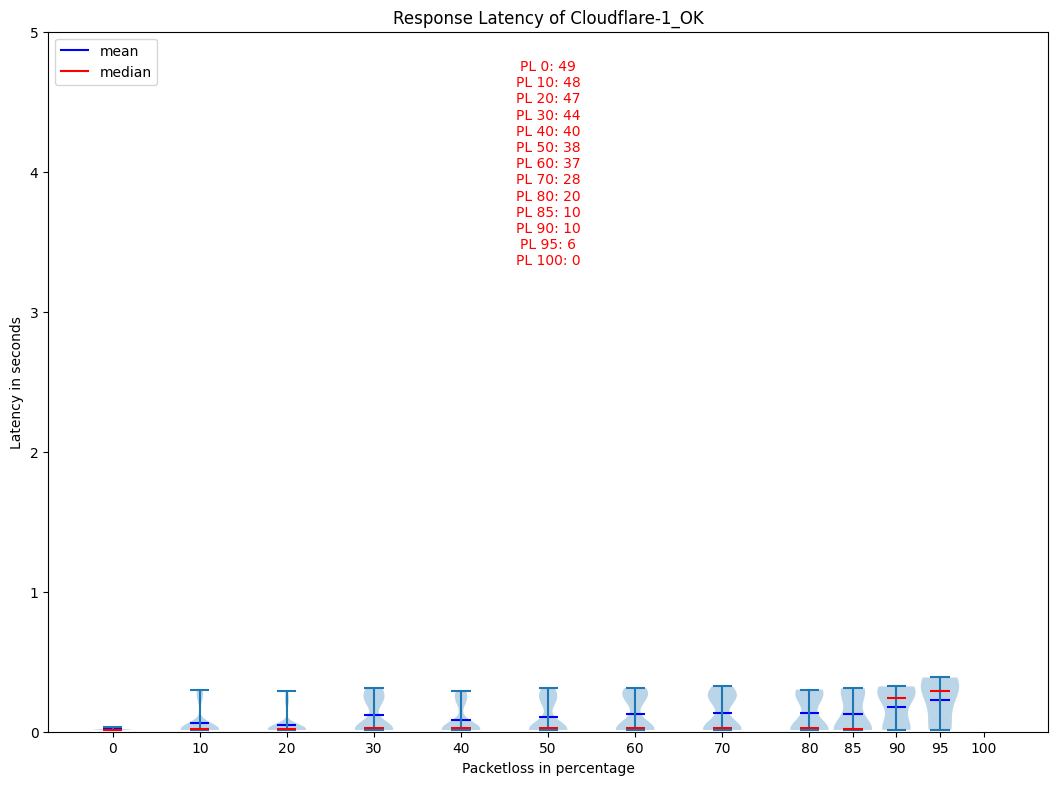 Response Latency of Cloudflare-1_OK
mean
median
PL 0: 49
PL 10: 48
PL 20: 47
PL 30: 44
PL 40: 40
PL 50: 38
PL 60: 37
PL 70: 28
PL 80: 20
PL 85: 10
PL 90: 10
PL 95: 6
PL 100: 0
Latency in seconds
5
4
3
2
1
0
0 10 20 30 40 50 60 70 80 85 90 95 100
Packetloss in percentage